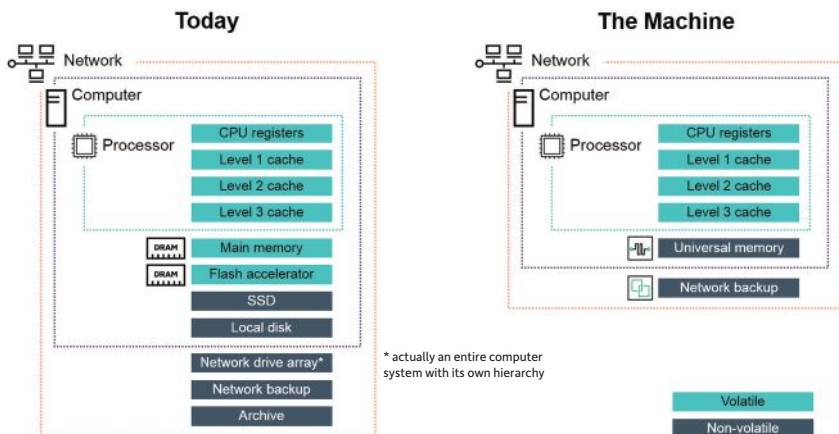 Today
Network
Computer
Processor
CPU registers
Level 1 cache
Level 2 cache
Level 3 cache
DRAM
Main memory
DRAM
Flash accelerator
SSD
Local disk
Network drive array*
Network backup
Archive
* actually an entire computer
system with its own hierarchy
The Machine
Network
Computer
Processor
CPU registers
Level 1 cache
Level 2 cache
Level 3 cache
Universal memory
Network backup
Volatile
Non-volatile